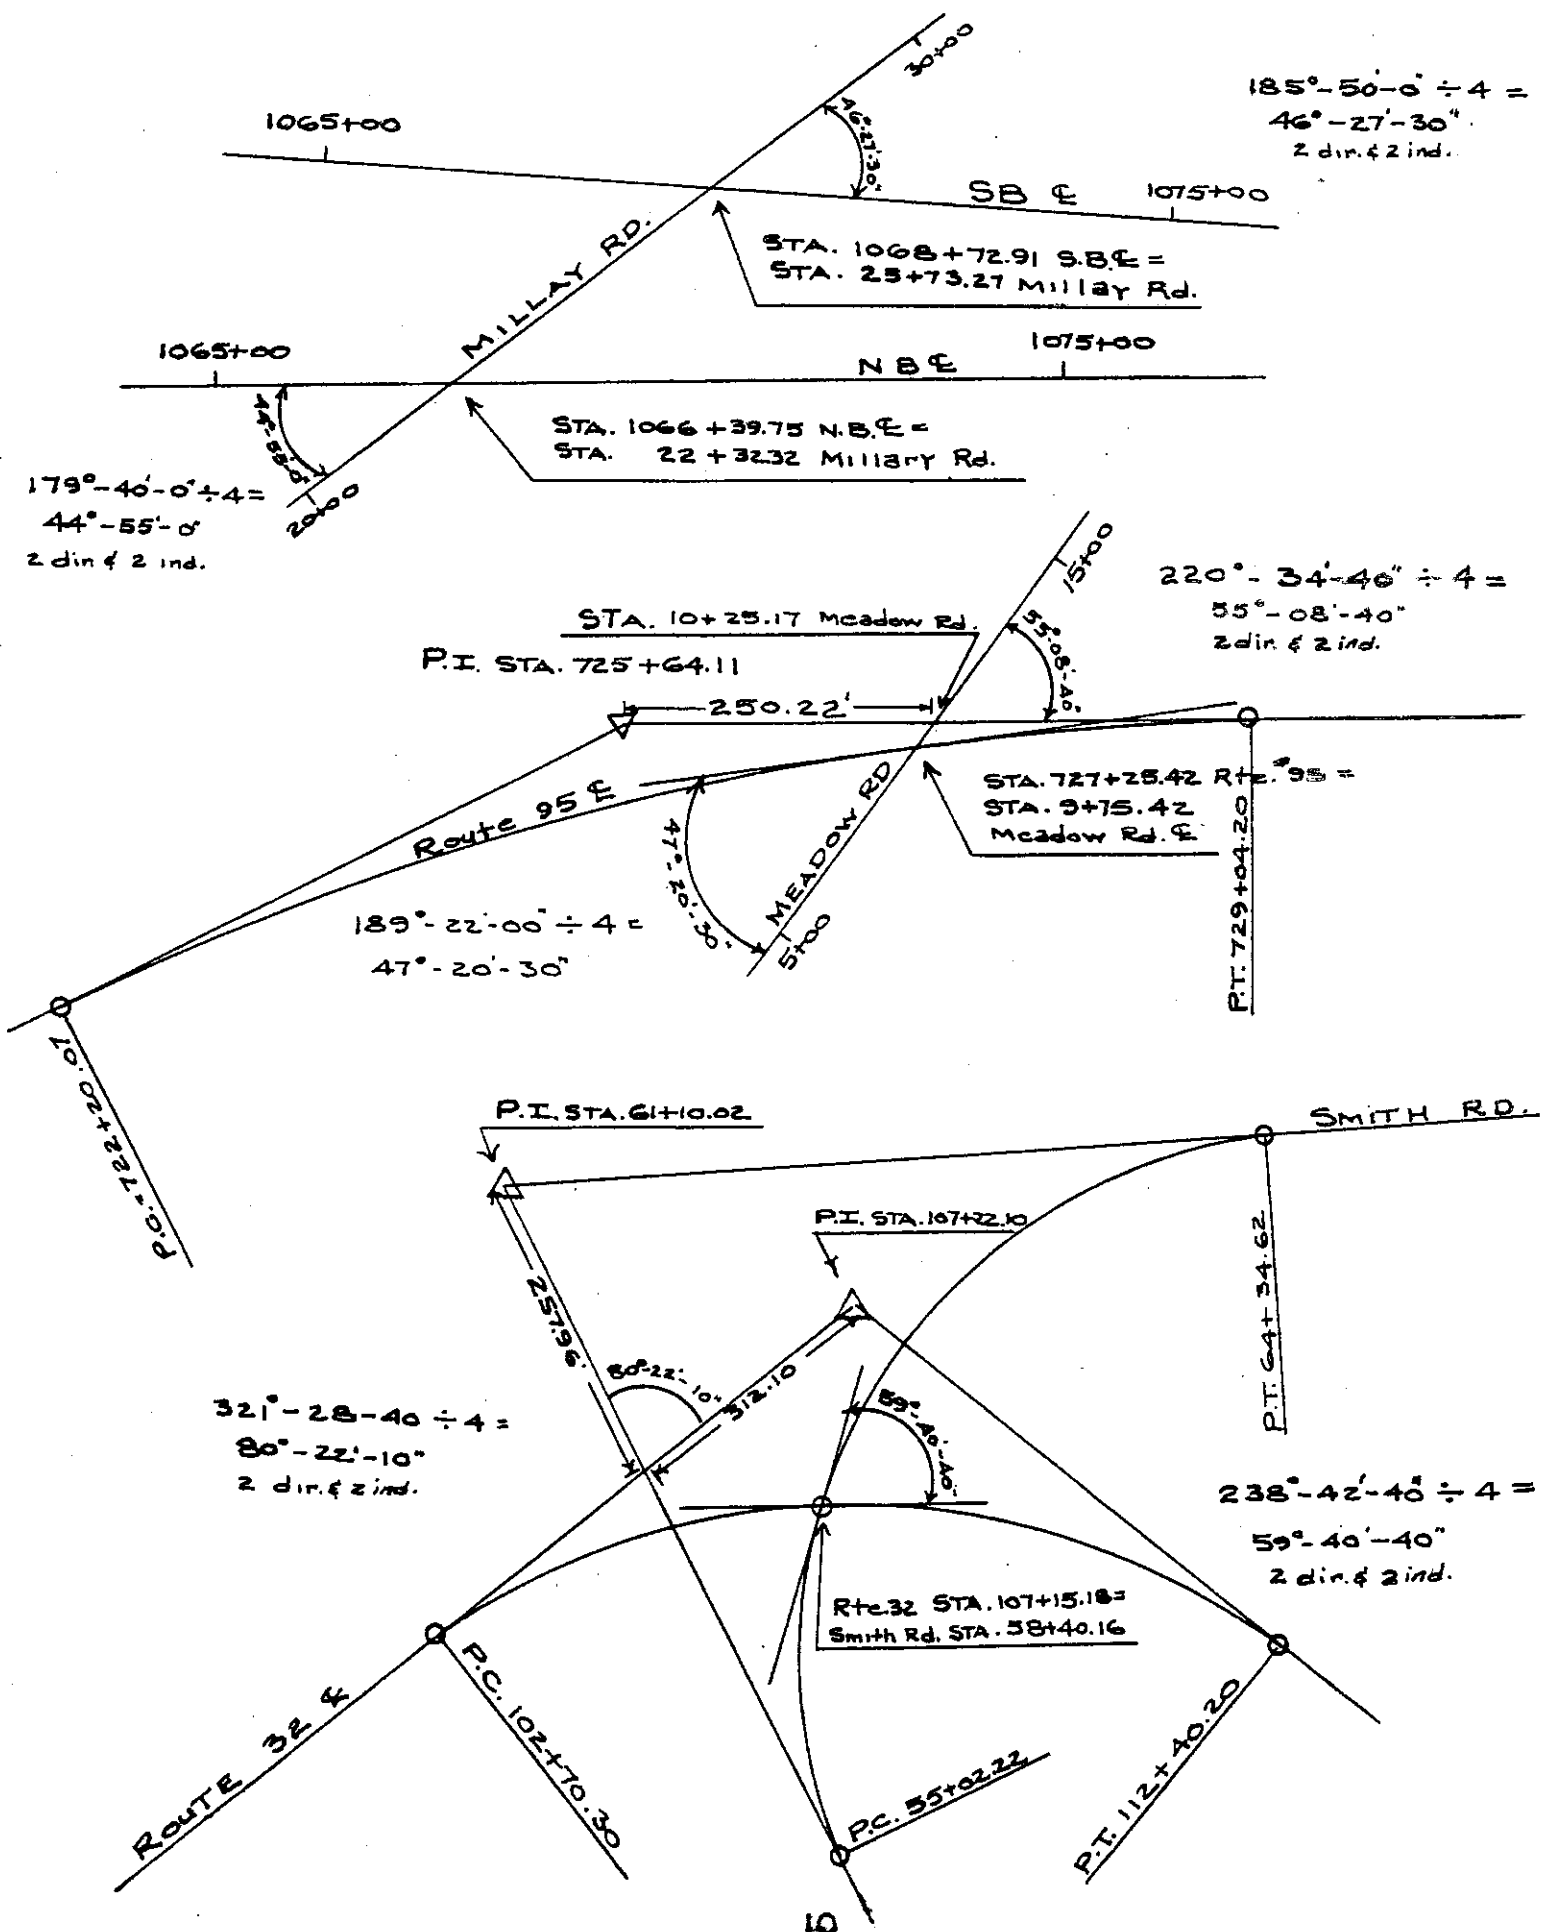 30+00
46°-27'-30"
185°-50'-0" ÷ 4 =
46°-27'-30"
2 dir. & 2 ind.
1065+00
SB ℄
1075+00
MILLAY RD.
STA. 1068+72.91 S.B.℄ =
STA. 25+73.27 Millay Rd.
1065+00
1075+00
N B ℄
44°-55'-0"
STA. 1066+39.75 N.B.℄ =
STA. 22+32.32 Millary Rd.
179°-40'-0" ÷ 4 =
44°-55'-0"
2 dir. & 2 ind.
20+00
15+00
220°-34'-40" ÷ 4 =
55°-08'-40"
2 dir. & 2 ind.
STA. 10+25.17 Meadow Rd.
55°-08'-40"
P.I. STA. 725+64.11
250.22'
Route 95 ℄
STA. 727+25.42 Rte. #95 =
STA. 9+75.42
Meadow Rd. ℄
MEADOW RD
47°-20'-30"
5+00
P.T. 729+04.20
189°-22'-00" ÷ 4 =
47°-20'-30"
P.C. 722+20.07
P.I. STA. 61+10.02
SMITH RD.
P.I. STA. 107+22.10
P.T. 64+34.62
257.96'
80°-22'-10"
312.10
321°-28-40 ÷ 4 =
80°-22'-10"
2 dir. & 2 ind.
59°-40'-40"
238°-42'-40" ÷ 4 =
59°-40'-40"
2 dir. & 2 ind.
Rte.32 STA. 107+15.18=
Smith Rd. STA. 58+40.16
ROUTE 32 ℄
P.C. 102+70.30
P.C. 55+02.22
P.T. 112+40.20